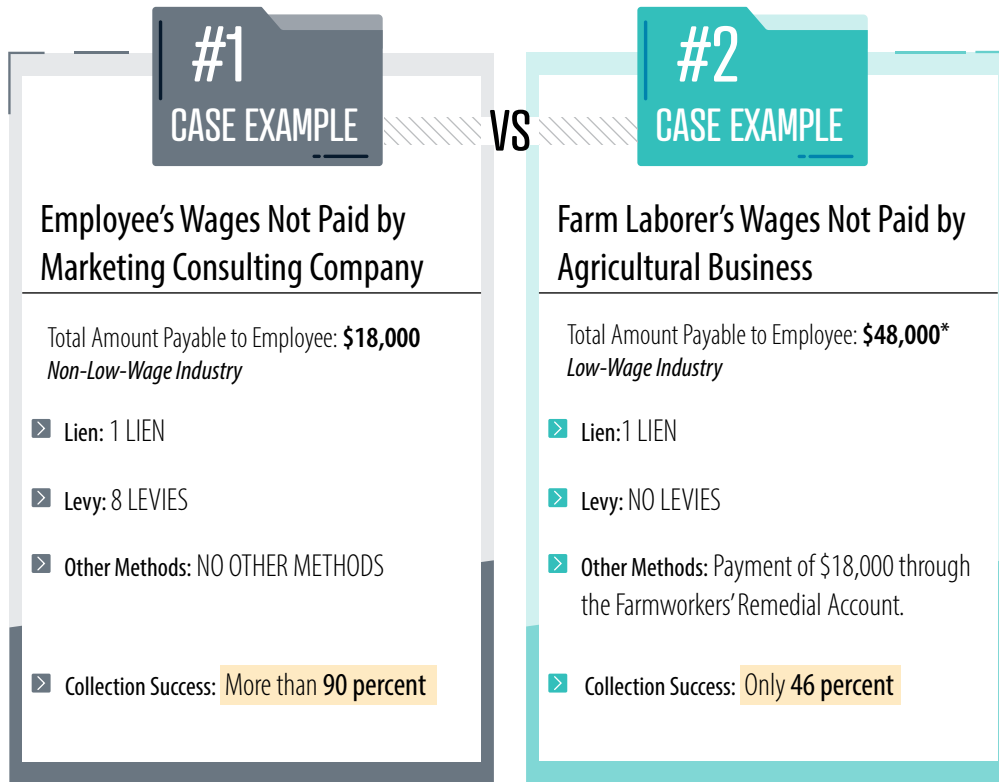 #1
CASE EXAMPLE
VS
#2
CASE EXAMPLE
Employee's Wages Not Paid by
Marketing Consulting Company
Total Amount Payable to Employee: $18,000
Non-Low-Wage Industry
Lien: 1 LIEN
Levy: 8 LEVIES
Other Methods: NO OTHER METHODS
Collection Success: More than 90 percent
Farm Laborer's Wages Not Paid by
Agricultural Business
Total Amount Payable to Employee: $48,000*
Low-Wage Industry
Lien:1 LIEN
Levy: NO LEVIES
Other Methods: Payment of $18,000 through
the Farmworkers' Remedial Account.
Collection Success: Only 46 percent